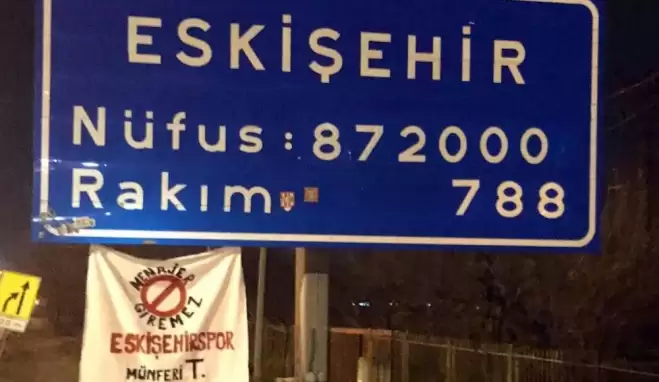 ESKİŞEHİR
Nüfus : 872000
Rakım 788
MENAJER
GİREMEZ
ESKİŞEHİRSPOR
MÜNFERİ T.